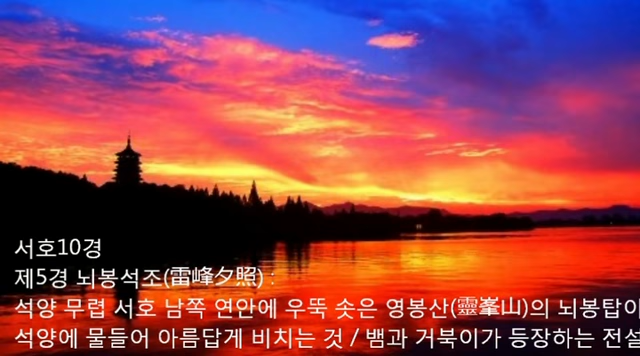 서호10경
제5경 뇌봉석조(雷峰夕照) :
석양 무렵 서호 남쪽 연안에 우뚝 솟은 영봉산(靈峯山)의 뇌봉탑이
석양에 물들어 아름답게 비치는 것 / 뱀과 거북이가 등장하는 전설